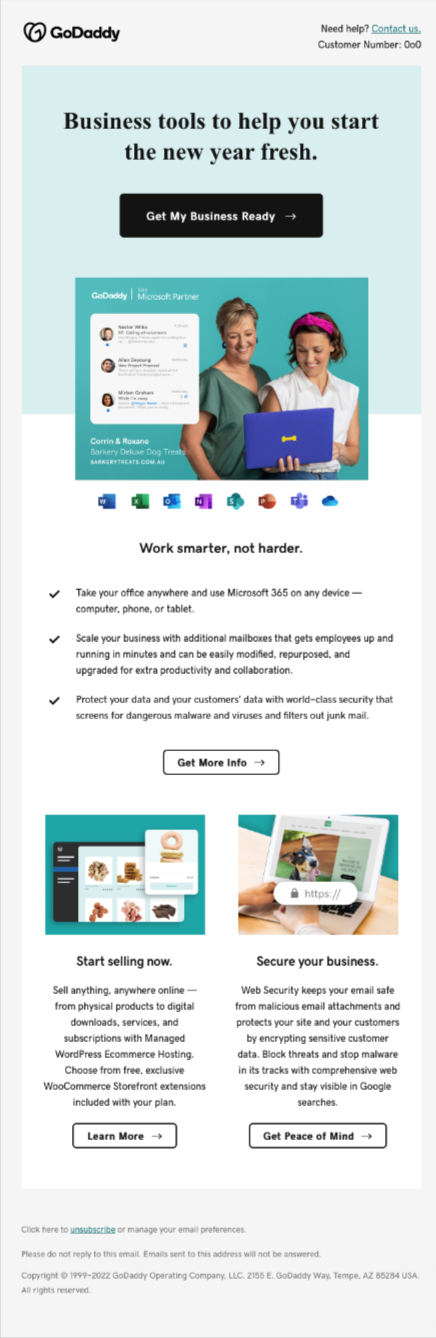 GoDaddy
Need help? Contact us.
Customer Number: 0o0
Business tools to help you start
the new year fresh.
Get My Business Ready →
GoDaddy
Microsoft Partner
Nestor Wilke
Allan Deyoung
New Project Proposal
Miriam Graham
While I'm away
Corrin & Roxane
Barkery Deluxe Dog Treats
BARKERYTREATS.COM.AU
Work smarter, not harder.
Take your office anywhere and use Microsoft 365 on any device —
computer, phone, or tablet.
Scale your business with additional mailboxes that gets employees up and
running in minutes and can be easily modified, repurposed, and
upgraded for extra productivity and collaboration.
Protect your data and your customers' data with world-class security that
screens for dangerous malware and viruses and filters out junk mail.
Get More Info →
https://
Start selling now.
Sell anything, anywhere online —
from physical products to digital
downloads, services, and
subscriptions with Managed
WordPress Ecommerce Hosting.
Choose from free, exclusive
WooCommerce Storefront extensions
included with your plan.
Learn More →
Secure your business.
Web Security keeps your email safe
from malicious email attachments and
protects your site and your customers
by encrypting sensitive customer
data. Block threats and stop malware
in its tracks with comprehensive web
security and stay visible in Google
searches.
Get Peace of Mind →
Click here to unsubscribe or manage your email preferences.
Please do not reply to this email. Emails sent to this address will not be answered.
Copyright © 1999-2022 GoDaddy Operating Company, LLC. 2155 E. GoDaddy Way, Tempe, AZ 85284 USA.
All rights reserved.